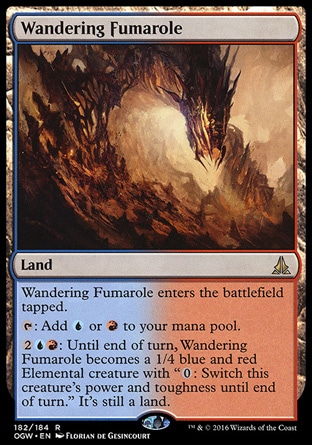 Wandering Fumarole
Land
Wandering Fumarole enters the battlefield
tapped.
: Add or to your mana pool.
2 : Until end of turn, Wandering
Fumarole becomes a 1/4 blue and red
Elemental creature with “0: Switch this
creature's power and toughness until end
of turn.” It's still a land.
182/184 R
OGW • EN Florian de Gesincourt
™ & © 2016 Wizards of the Coast